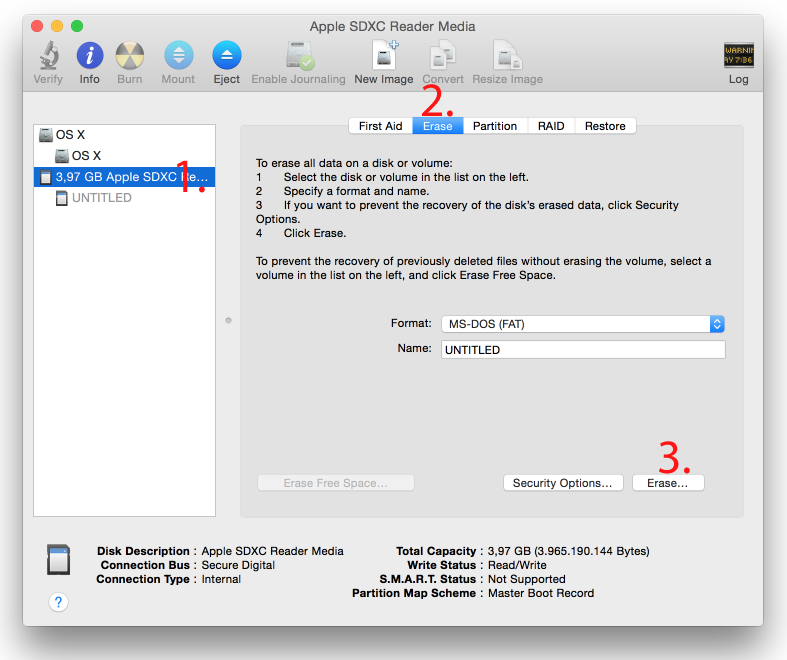 Apple SDXC Reader Media
Verify Info Burn Mount Eject Enable Journaling New Image Convert Resize Image Log
WARNIN
AY 7:36
2.
First Aid Erase Partition RAID Restore
OS X
OS X
1.
3,97 GB Apple SDXC Re...
UNTITLED
To erase all data on a disk or volume:
1 Select the disk or volume in the list on the left.
2 Specify a format and name.
3 If you want to prevent the recovery of the disk's erased data, click Security
Options.
4 Click Erase.
To prevent the recovery of previously deleted files without erasing the volume, select a
volume in the list on the left, and click Erase Free Space.
Format: MS-DOS (FAT)
Name: UNTITLED
3.
Erase Free Space... Security Options... Erase...
Disk Description : Apple SDXC Reader Media
Connection Bus : Secure Digital
Connection Type : Internal
Total Capacity : 3,97 GB (3.965.190.144 Bytes)
Write Status : Read/Write
S.M.A.R.T. Status : Not Supported
Partition Map Scheme : Master Boot Record
?